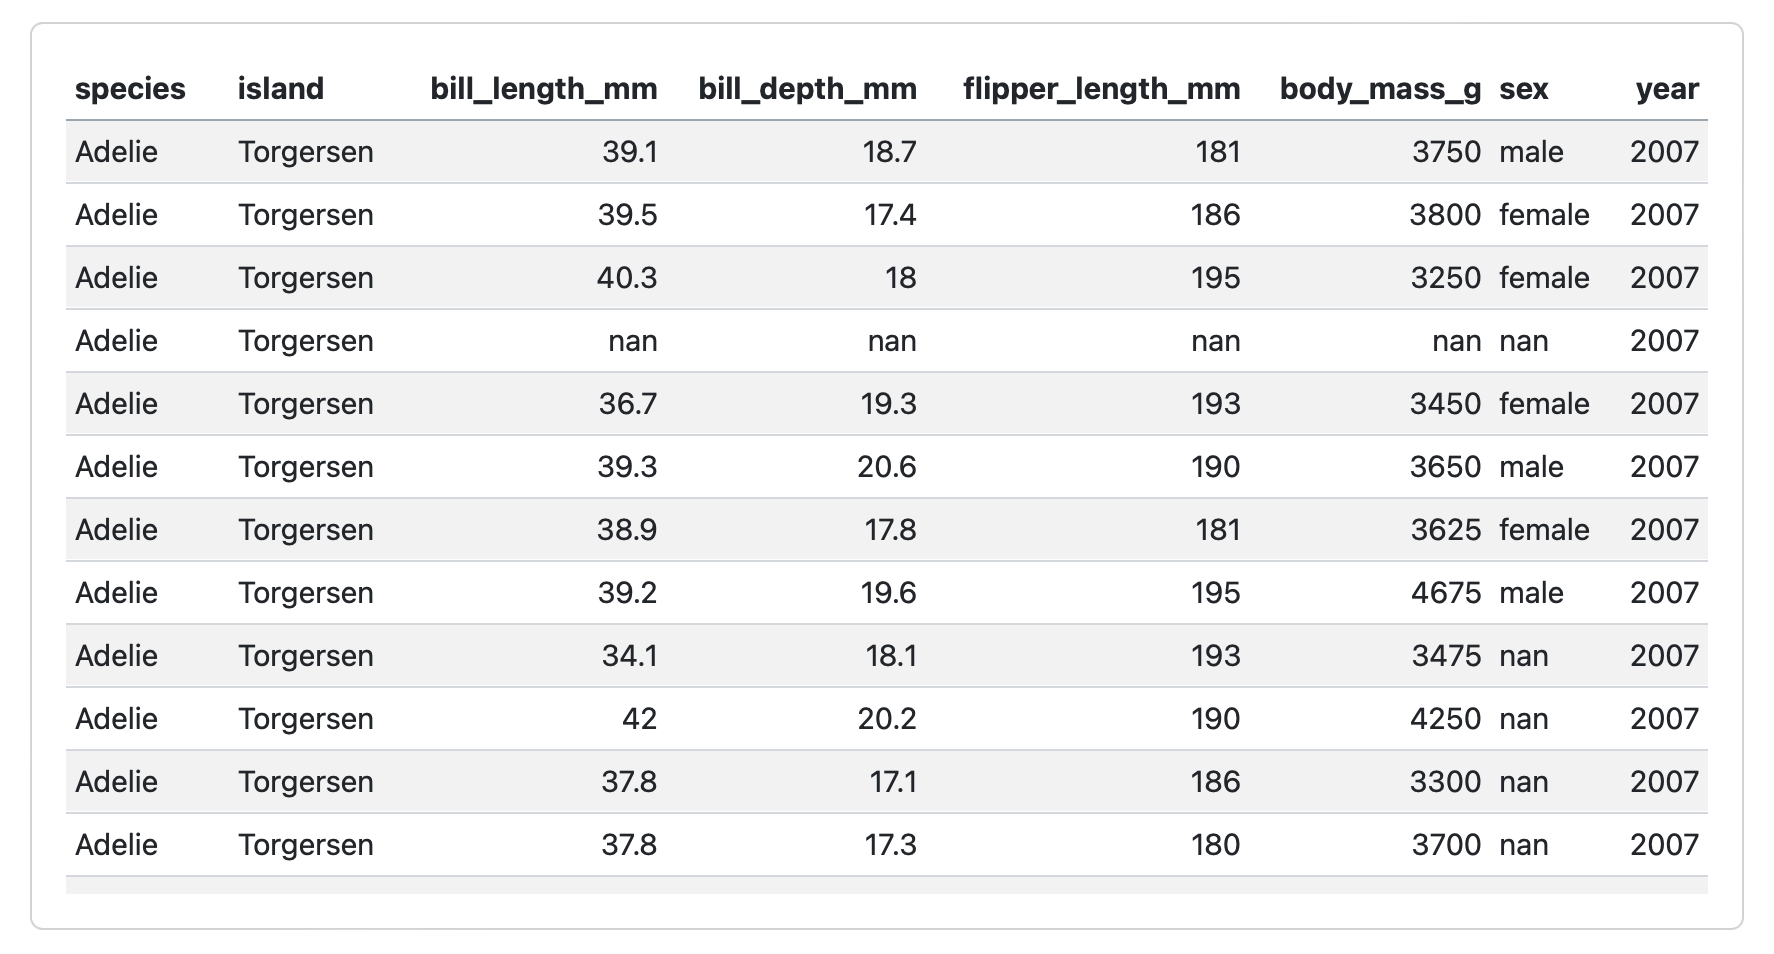 species island bill_length_mm bill_depth_mm flipper_length_mm body_mass_g sex year
Adelie Torgersen 39.1 18.7 181 3750 male 2007
Adelie Torgersen 39.5 17.4 186 3800 female 2007
Adelie Torgersen 40.3 18 195 3250 female 2007
Adelie Torgersen nan nan nan nan nan 2007
Adelie Torgersen 36.7 19.3 193 3450 female 2007
Adelie Torgersen 39.3 20.6 190 3650 male 2007
Adelie Torgersen 38.9 17.8 181 3625 female 2007
Adelie Torgersen 39.2 19.6 195 4675 male 2007
Adelie Torgersen 34.1 18.1 193 3475 nan 2007
Adelie Torgersen 42 20.2 190 4250 nan 2007
Adelie Torgersen 37.8 17.1 186 3300 nan 2007
Adelie Torgersen 37.8 17.3 180 3700 nan 2007